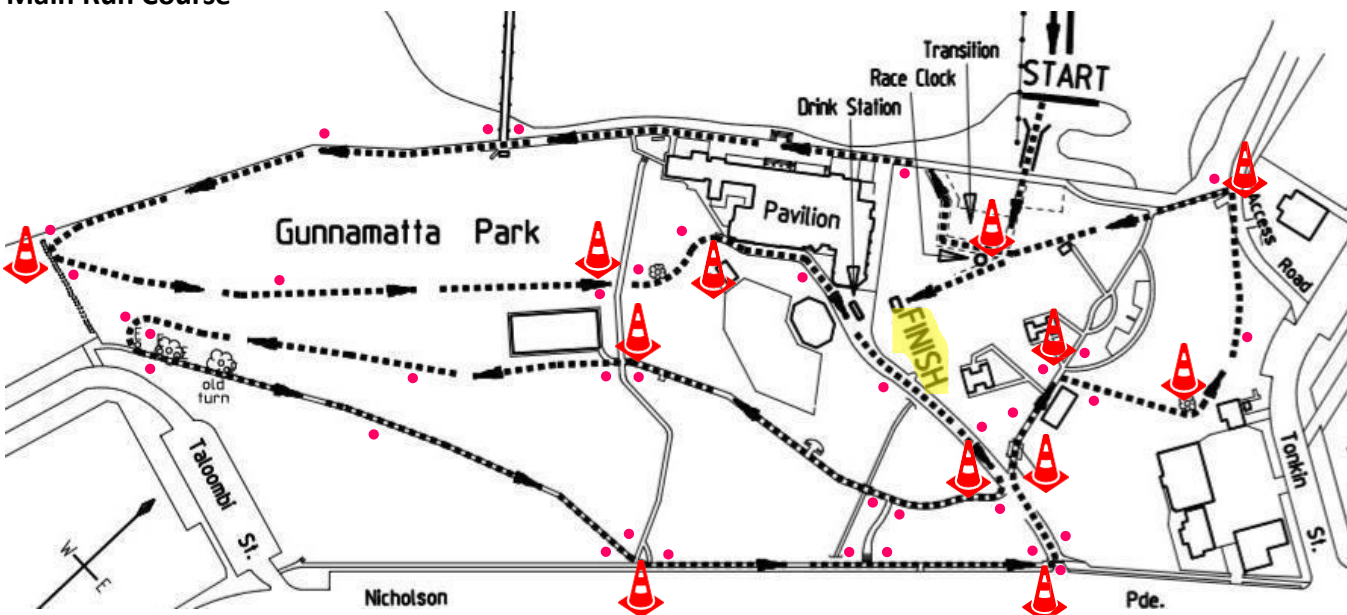 Main Run Course
Transition
Race Clock
Drink Station
START
Gunnamatta Park
Pavilion
Access
Road
FINISH
old
turn
Taloombi
St.
Tonkin
St.
W
E
Nicholson
Pde.